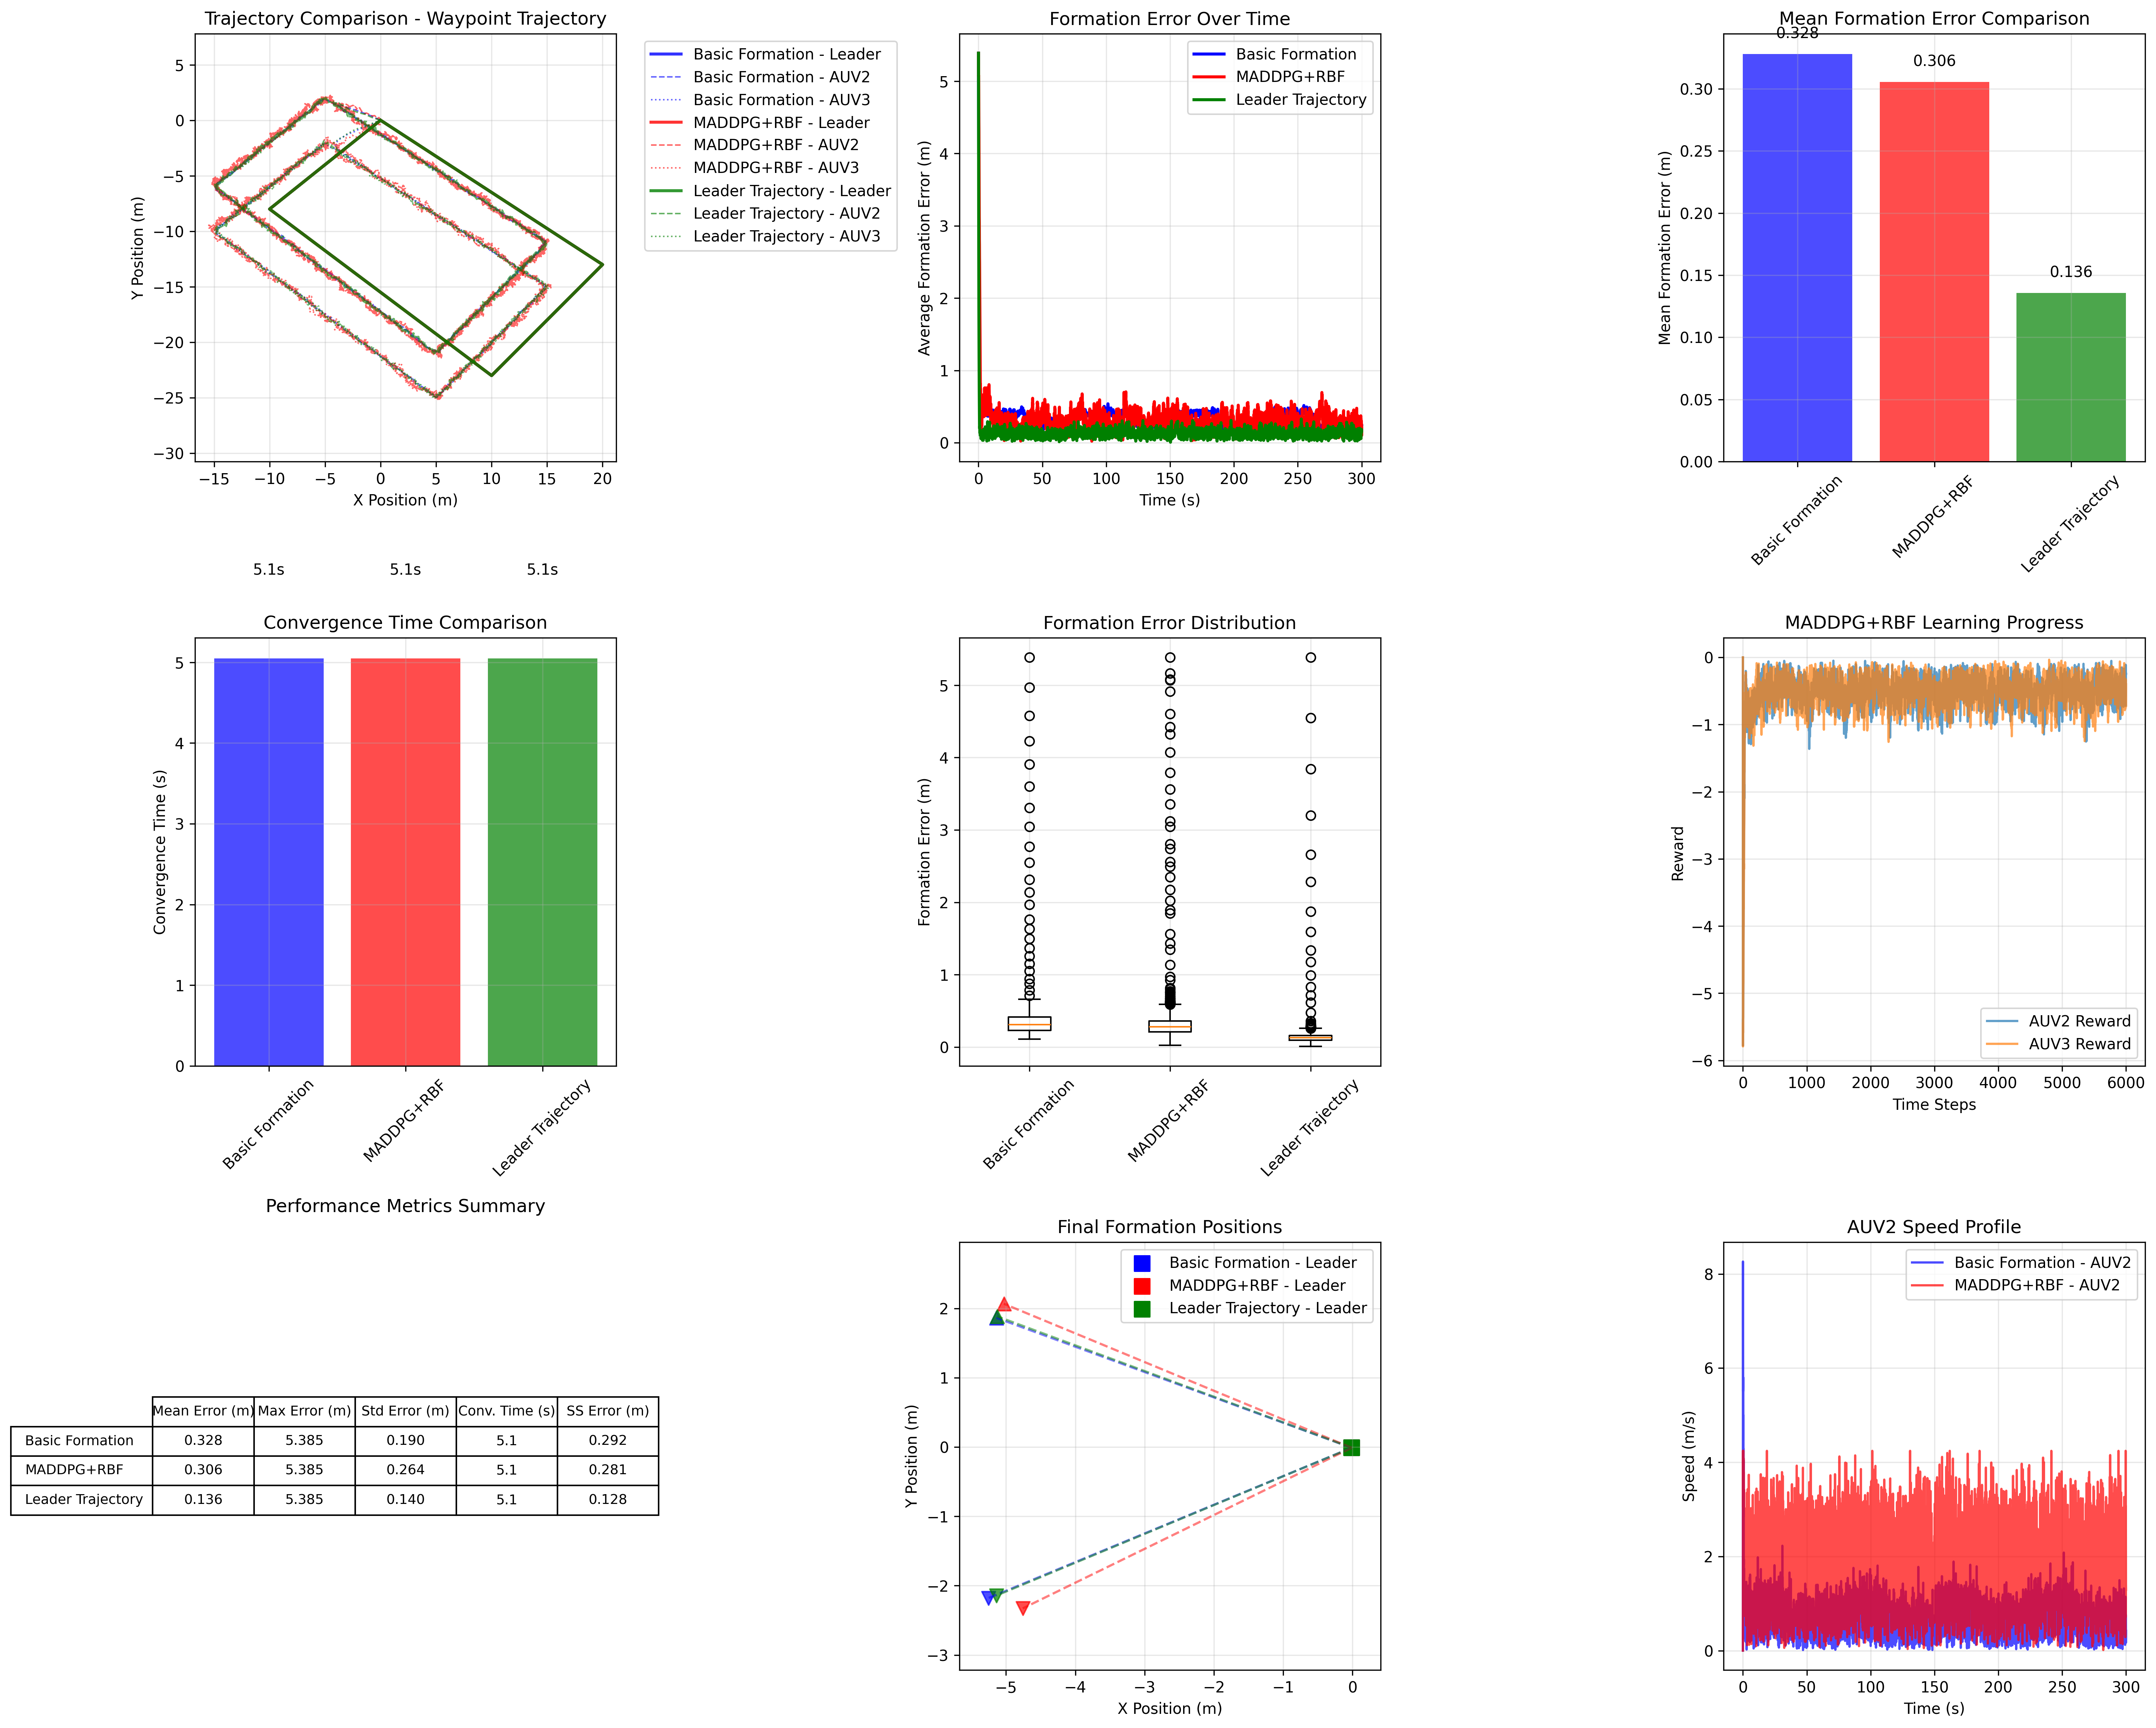 Trajectory Comparison - Waypoint Trajectory
Y Position (m)
5
0
−5
−10
−15
−20
−25
−30
−15 −10 −5 0 5 10 15 20
X Position (m)
Basic Formation - Leader
Basic Formation - AUV2
Basic Formation - AUV3
MADDPG+RBF - Leader
MADDPG+RBF - AUV2
MADDPG+RBF - AUV3
Leader Trajectory - Leader
Leader Trajectory - AUV2
Leader Trajectory - AUV3
Formation Error Over Time
Average Formation Error (m)
5
4
3
2
1
0
0 50 100 150 200 250 300
Time (s)
Basic Formation
MADDPG+RBF
Leader Trajectory
Mean Formation Error Comparison
Mean Formation Error (m)
0.328
0.306
0.136
0.30
0.25
0.20
0.15
0.10
0.05
0.00
Basic Formation
MADDPG+RBF
Leader Trajectory
5.1s 5.1s 5.1s
Convergence Time Comparison
Convergence Time (s)
5
4
3
2
1
0
Basic Formation
MADDPG+RBF
Leader Trajectory
Formation Error Distribution
Formation Error (m)
5
4
3
2
1
0
Basic Formation
MADDPG+RBF
Leader Trajectory
MADDPG+RBF Learning Progress
Reward
0
−1
−2
−3
−4
−5
−6
AUV2 Reward
AUV3 Reward
0 1000 2000 3000 4000 5000 6000
Time Steps
Performance Metrics Summary
Mean Error (m) Max Error (m) Std Error (m) Conv. Time (s) SS Error (m)
Basic Formation 0.328 5.385 0.190 5.1 0.292
MADDPG+RBF 0.306 5.385 0.264 5.1 0.281
Leader Trajectory 0.136 5.385 0.140 5.1 0.128
Final Formation Positions
Y Position (m)
2
1
0
−1
−2
−3
Basic Formation - Leader
MADDPG+RBF - Leader
Leader Trajectory - Leader
−5 −4 −3 −2 −1 0
X Position (m)
AUV2 Speed Profile
Speed (m/s)
8
6
4
2
0
Basic Formation - AUV2
MADDPG+RBF - AUV2
0 50 100 150 200 250 300
Time (s)